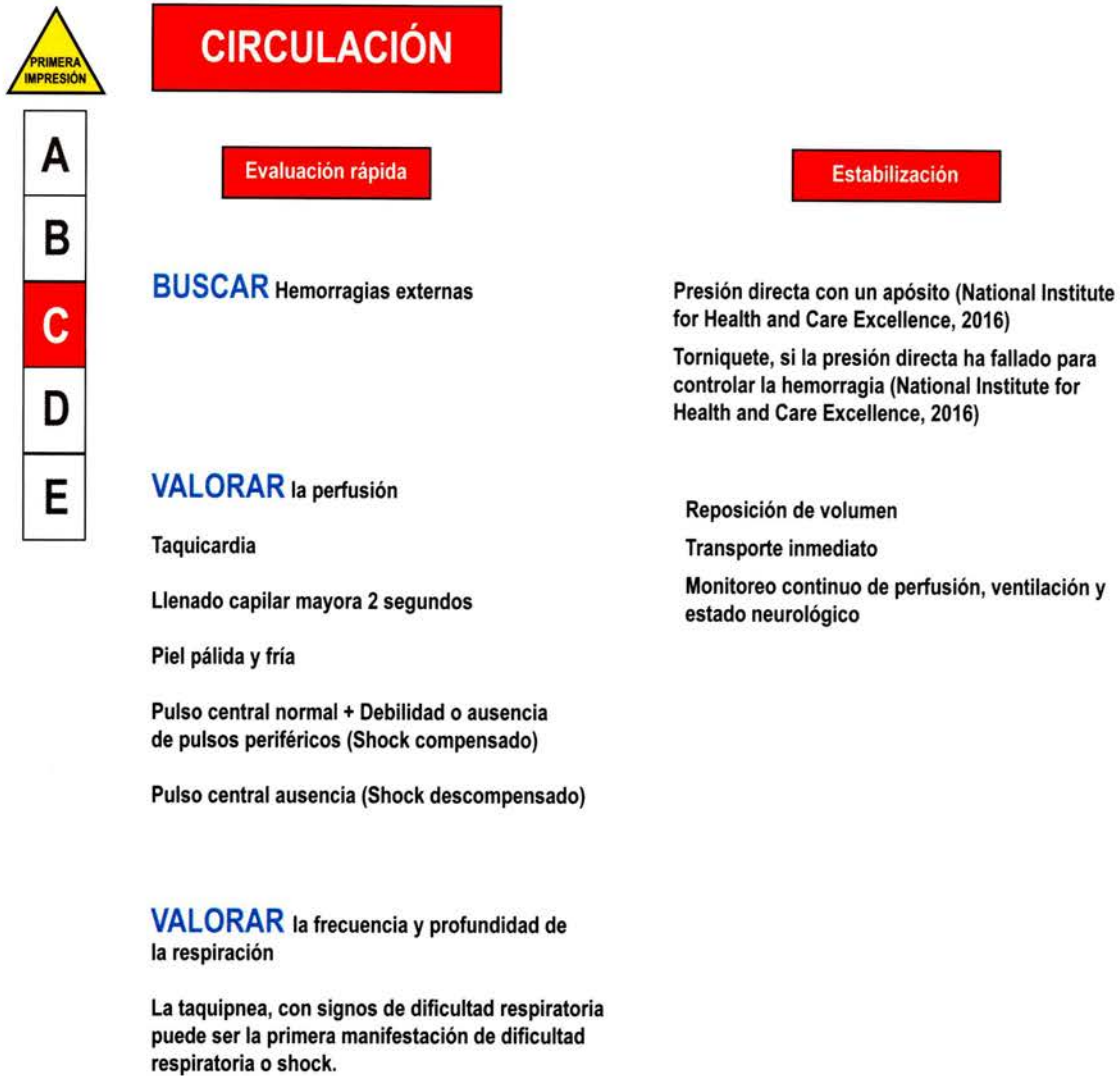 PRIMERA
IMPRESIÓN
CIRCULACIÓN
A
B
C
D
E
Evaluación rápida
BUSCAR Hemorragias externas
VALORAR la perfusión
Taquicardia
Llenado capilar mayora 2 segundos
Piel pálida y fría
Pulso central normal + Debilidad o ausencia
de pulsos periféricos (Shock compensado)
Pulso central ausencia (Shock descompensado)
VALORAR la frecuencia y profundidad de
la respiración
La taquipnea, con signos de dificultad respiratoria
puede ser la primera manifestación de dificultad
respiratoria o shock.
Estabilización
Presión directa con un apósito (National Institute
for Health and Care Excellence, 2016)
Torniquete, si la presión directa ha fallado para
controlar la hemorragia (National Institute for
Health and Care Excellence, 2016)
Reposición de volumen
Transporte inmediato
Monitoreo continuo de perfusión, ventilación y
estado neurológico